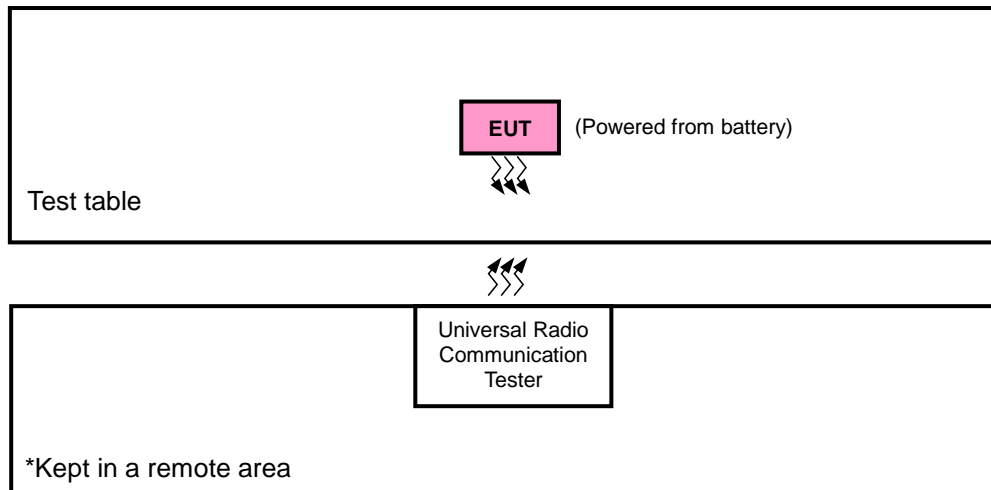 EUT
(Powered from battery)
Test table
Universal Radio
Communication
Tester
*Kept in a remote area